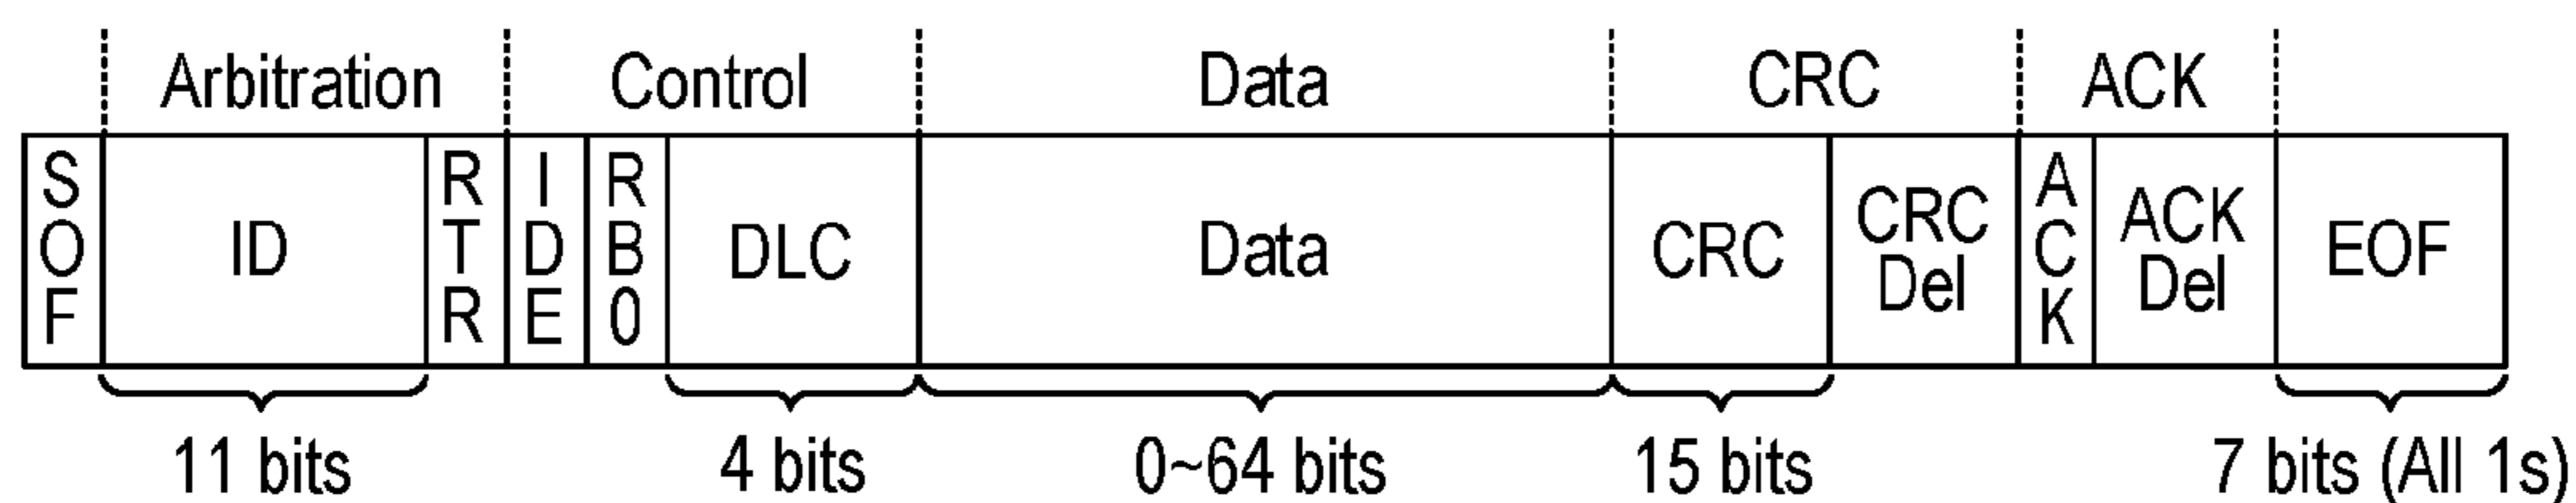 Arbitration Control Data CRC ACK
SOF ID RTR IDE RB0 DLC Data CRC CRC Del ACK ACK Del EOF
11 bits 4 bits 0~64 bits 15 bits 7 bits (All 1s)